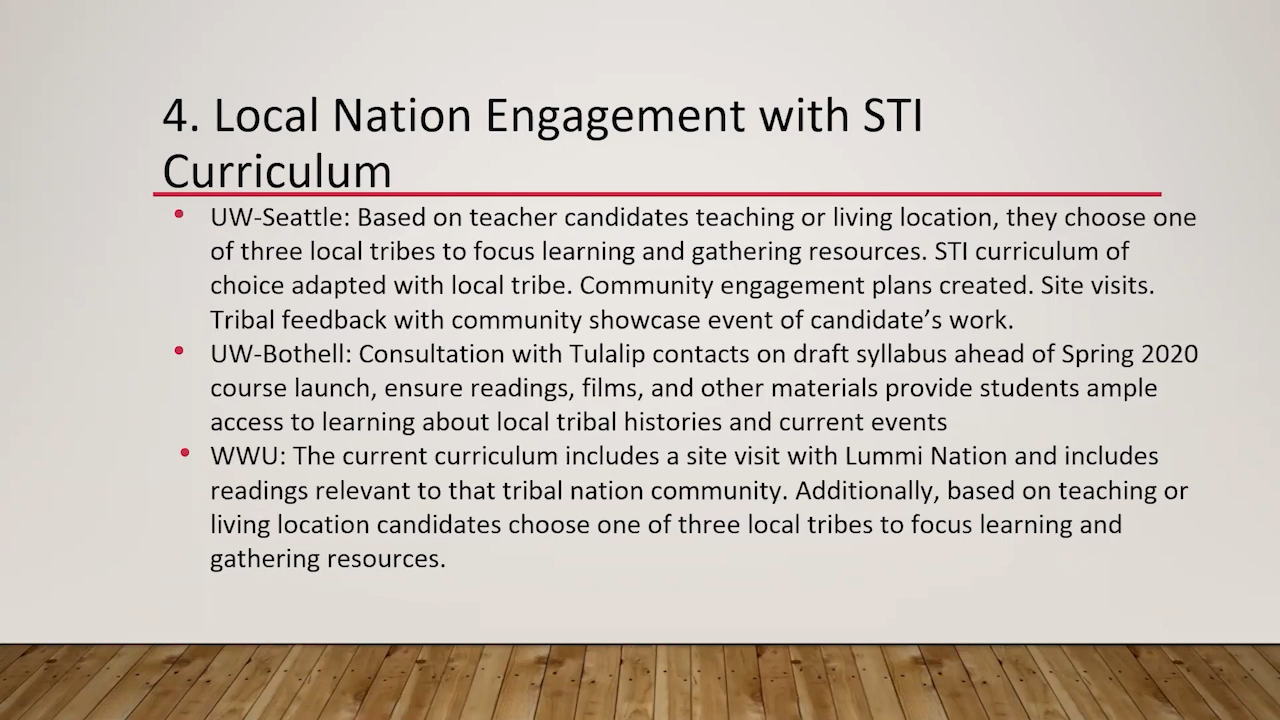 4. Local Nation Engagement with STI
Curriculum
• UW-Seattle: Based on teacher candidates teaching or living location, they choose one
of three local tribes to focus learning and gathering resources. STI curriculum of
choice adapted with local tribe. Community engagement plans created. Site visits.
Tribal feedback with community showcase event of candidate’s work.
• UW-Bothell: Consultation with Tulalip contacts on draft syllabus ahead of Spring 2020
course launch, ensure readings, films, and other materials provide students ample
access to learning about local tribal histories and current events
• WWU: The current curriculum includes a site visit with Lummi Nation and includes
readings relevant to that tribal nation community. Additionally, based on teaching or
living location candidates choose one of three local tribes to focus learning and
gathering resources.